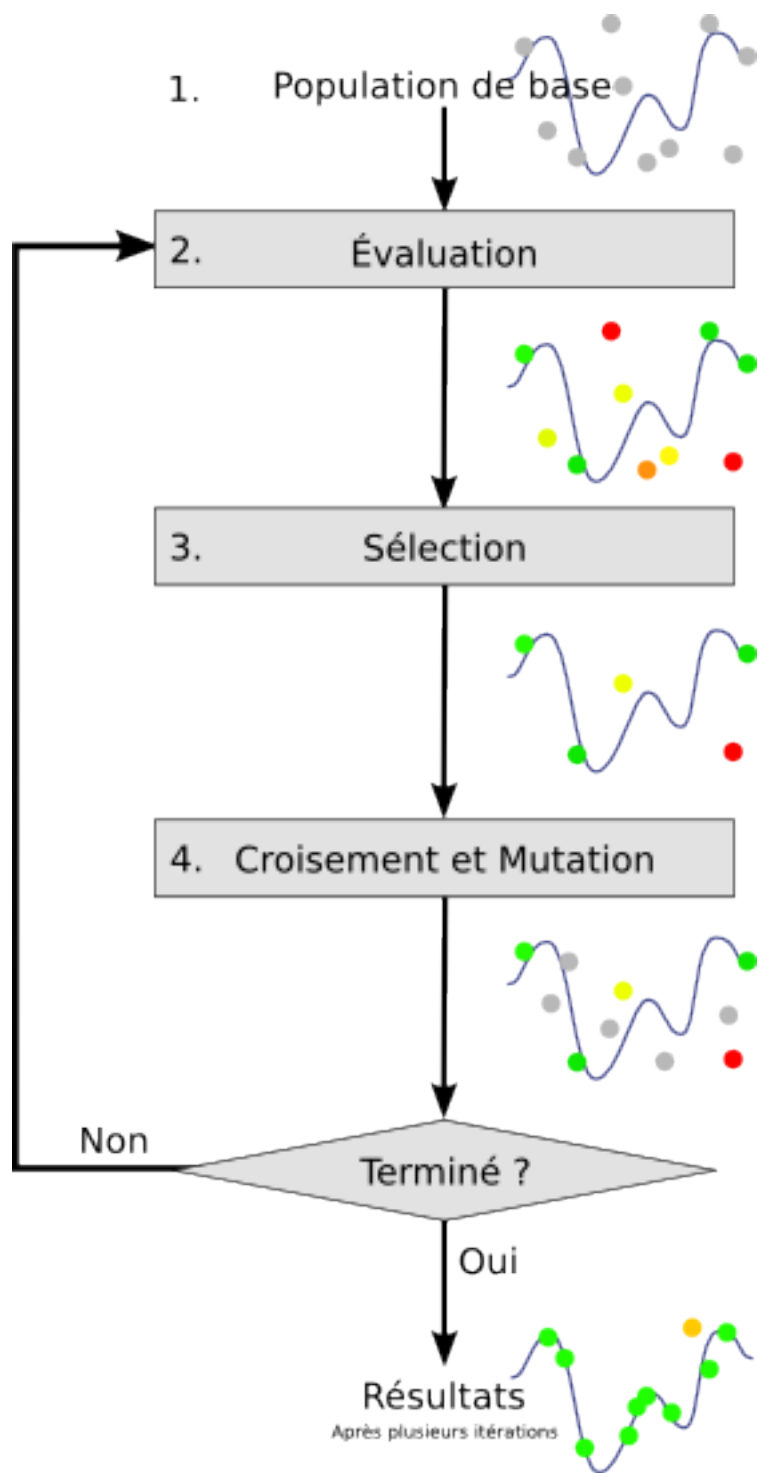 1. Population de base
2. Évaluation
3. Sélection
4. Croisement et Mutation
Non
Terminé ?
Oui
Résultats
Après plusieurs itérations